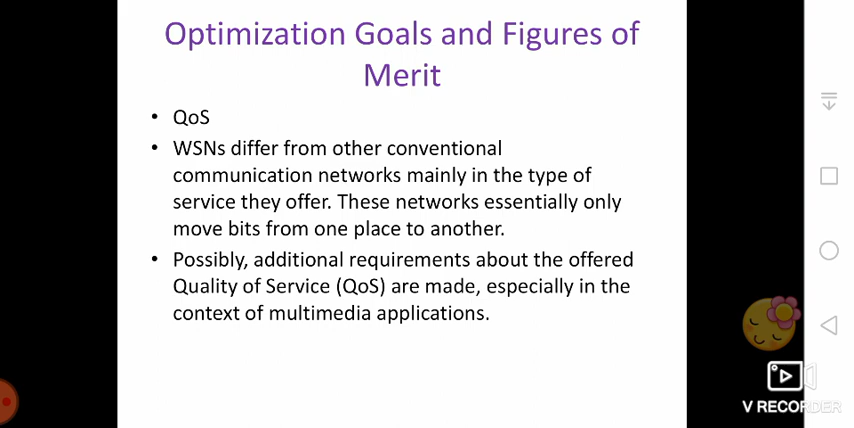 Optimization Goals and Figures of
Merit
• QoS
• WSNs differ from other conventional
communication networks mainly in the type of
service they offer. These networks essentially only
move bits from one place to another.
• Possibly, additional requirements about the offered
Quality of Service (QoS) are made, especially in the
context of multimedia applications.
V RECORDER